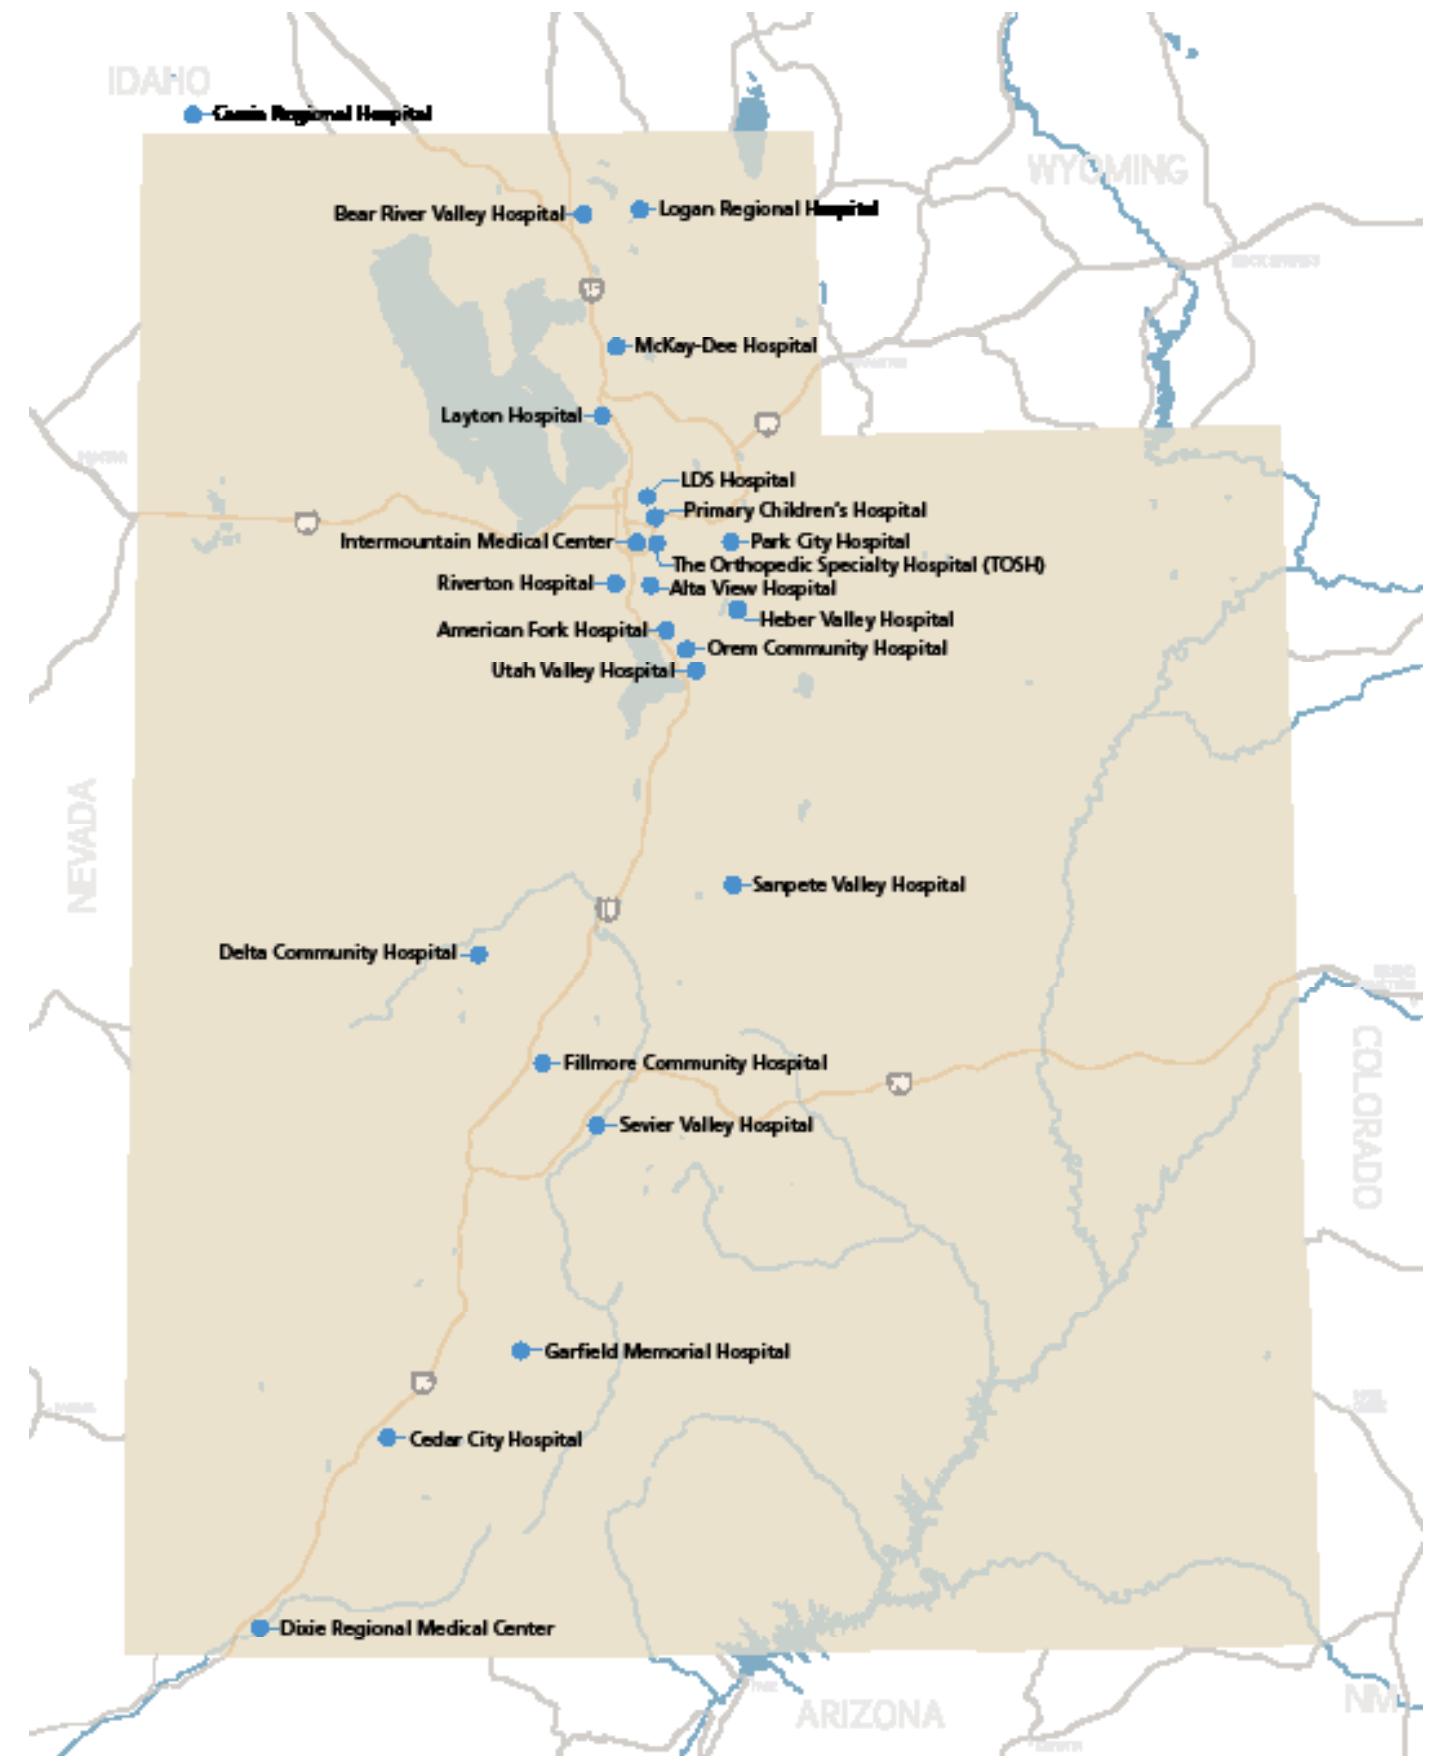 IDAHO
Cassia Regional Hospital
WYOMING
Bear River Valley Hospital
Logan Regional Hospital
15
McKay-Dee Hospital
Layton Hospital
LDS Hospital
Primary Children's Hospital
Intermountain Medical Center
Park City Hospital
The Orthopedic Specialty Hospital (TOSH)
Riverton Hospital
Alta View Hospital
Heber Valley Hospital
American Fork Hospital
Orem Community Hospital
Utah Valley Hospital
NEVADA
Sanpete Valley Hospital
Delta Community Hospital
COLORADO
Fillmore Community Hospital
Sevier Valley Hospital
Garfield Memorial Hospital
Cedar City Hospital
Dixie Regional Medical Center
ARIZONA
NM